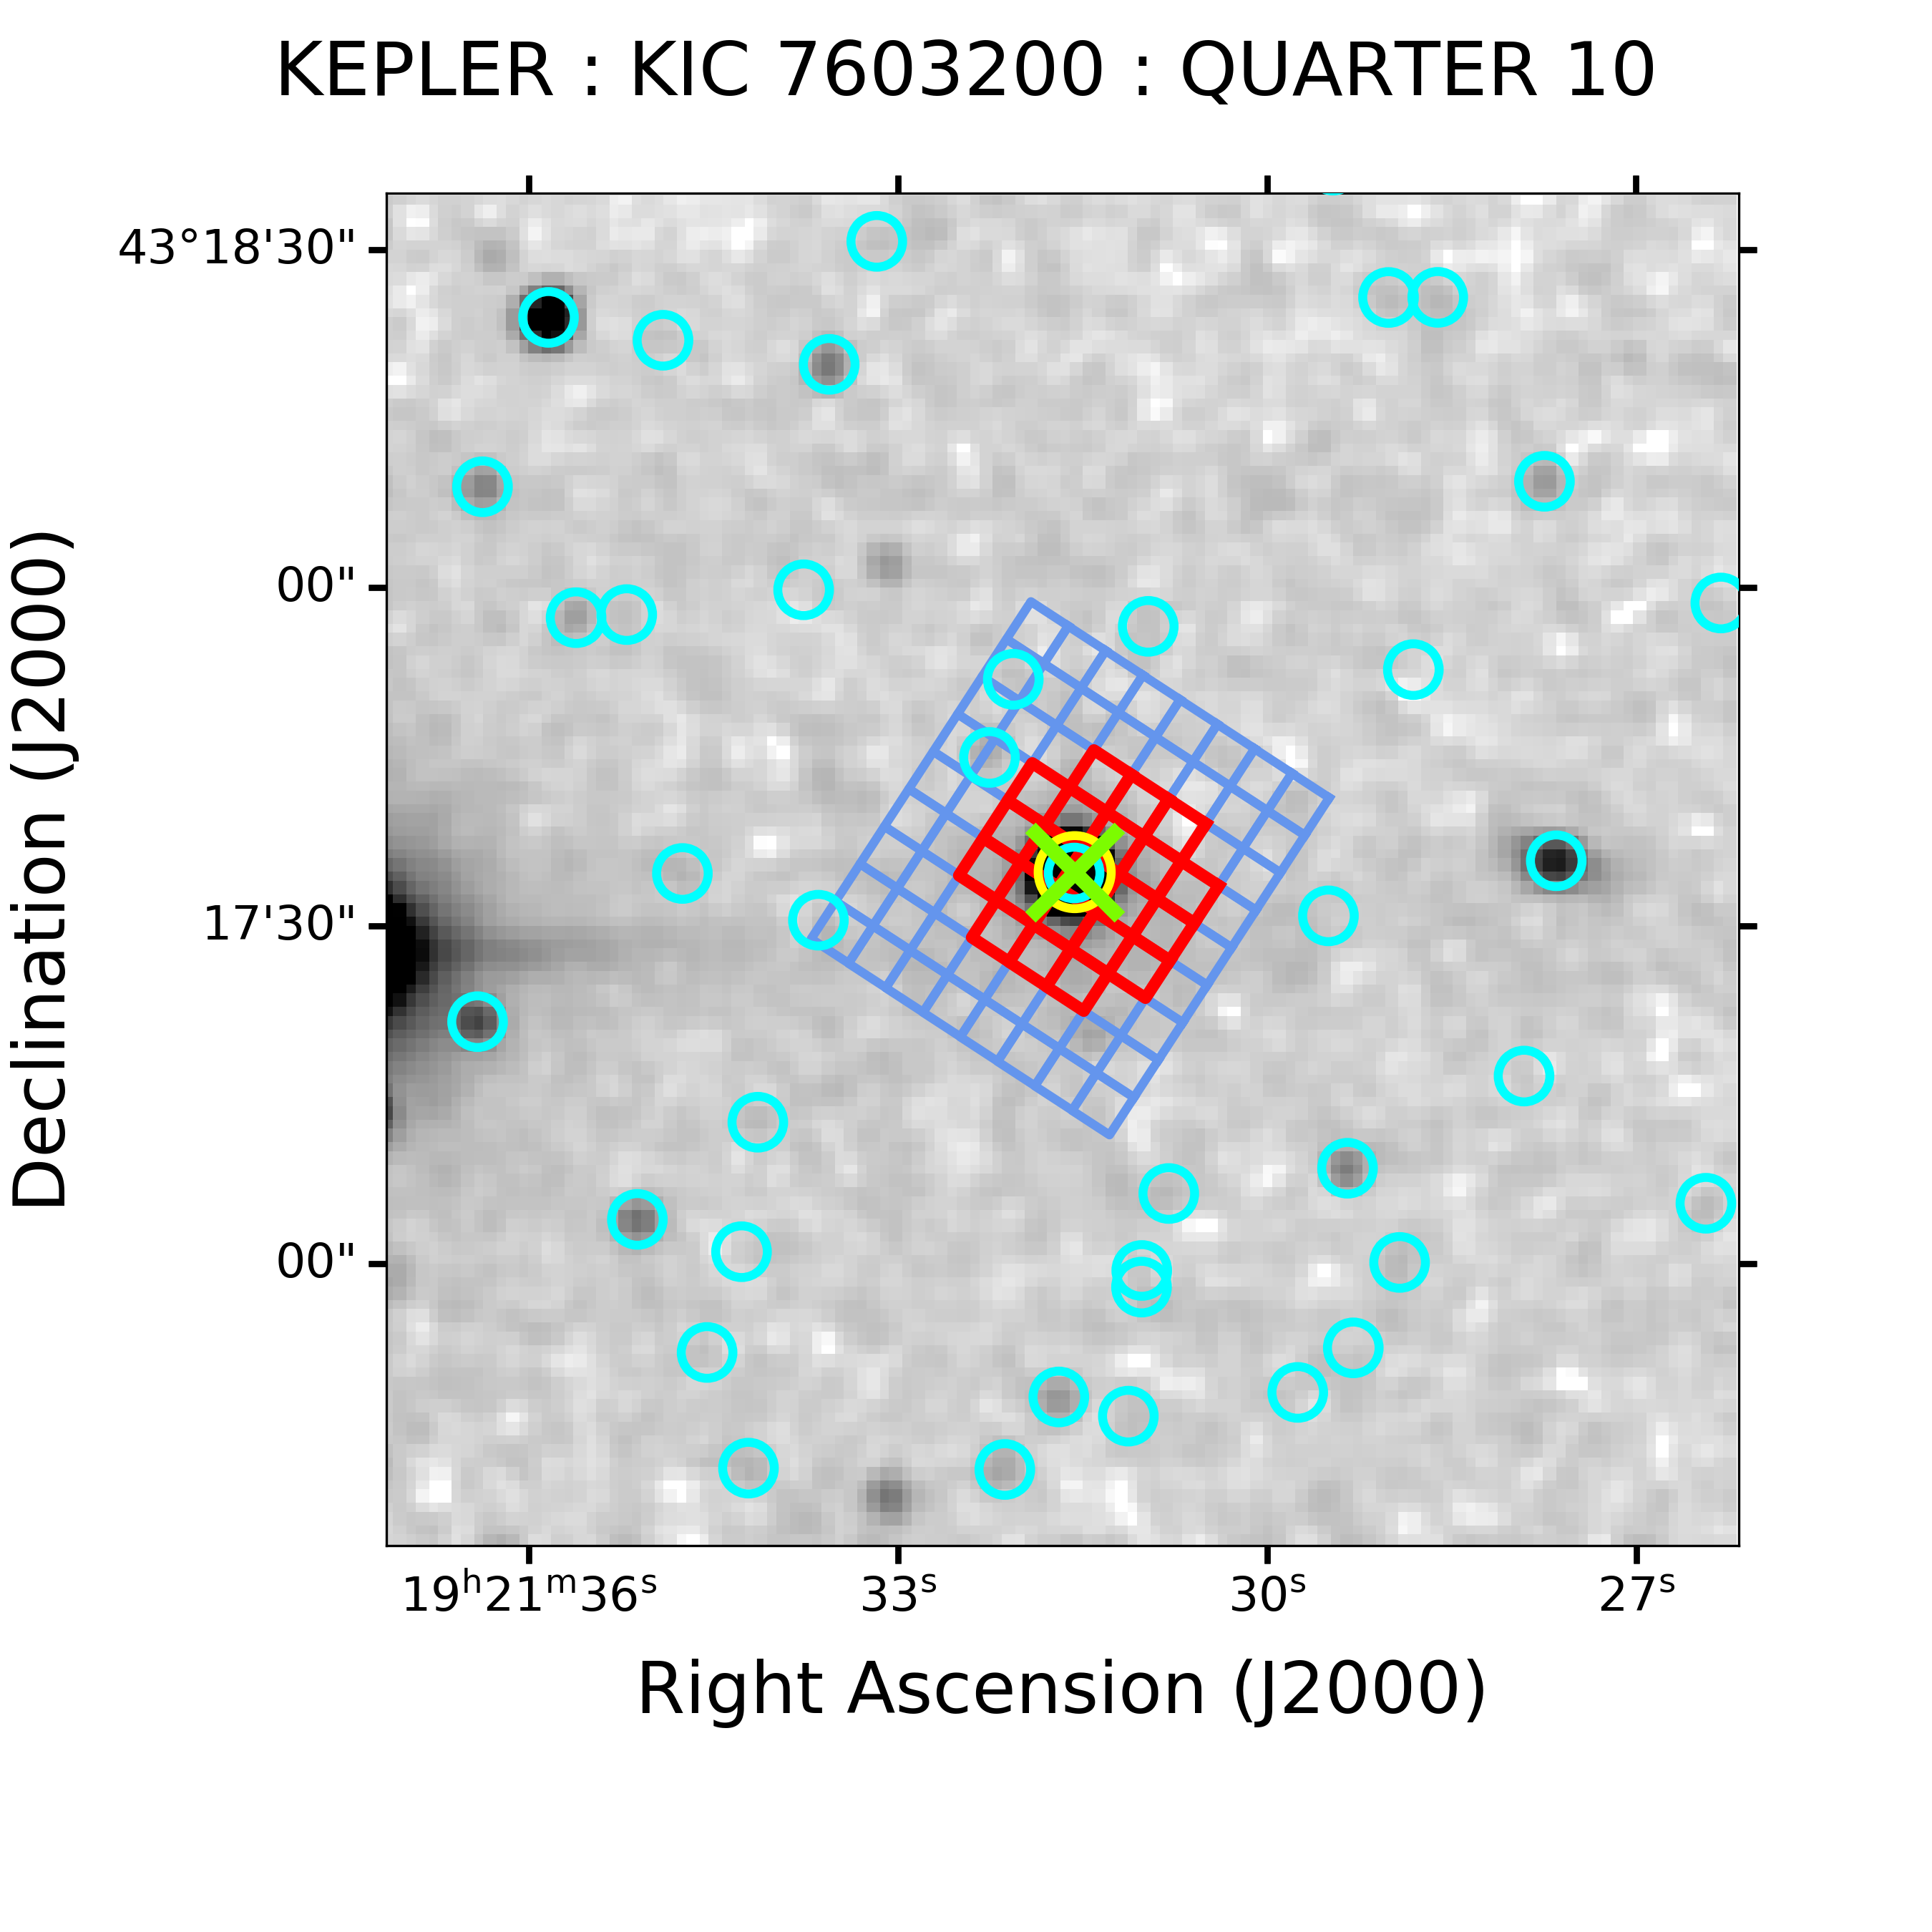 KEPLER : KIC 7603200 : QUARTER 10
43°18'30"
00"
17'30"
00"
Declination (J2000)
19ʰ21ᵐ36ˢ 33ˢ 30ˢ 27ˢ
Right Ascension (J2000)